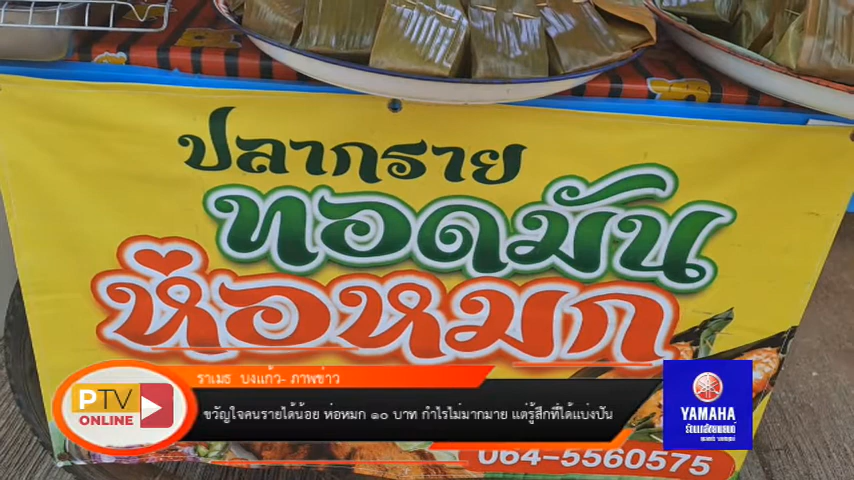 ปลากราย 
ทอดมัน
ห่อหมก
ราเมธ บงแก้ว- ภาพข่าว
PTV
ONLINE
ขวัญใจคนรายได้น้อย ห่อหมก ๑๐ บาท กำไรไม่มากมาย แต่รู้สึกที่ได้แบ่งปัน
YAMAHA
064-5560575